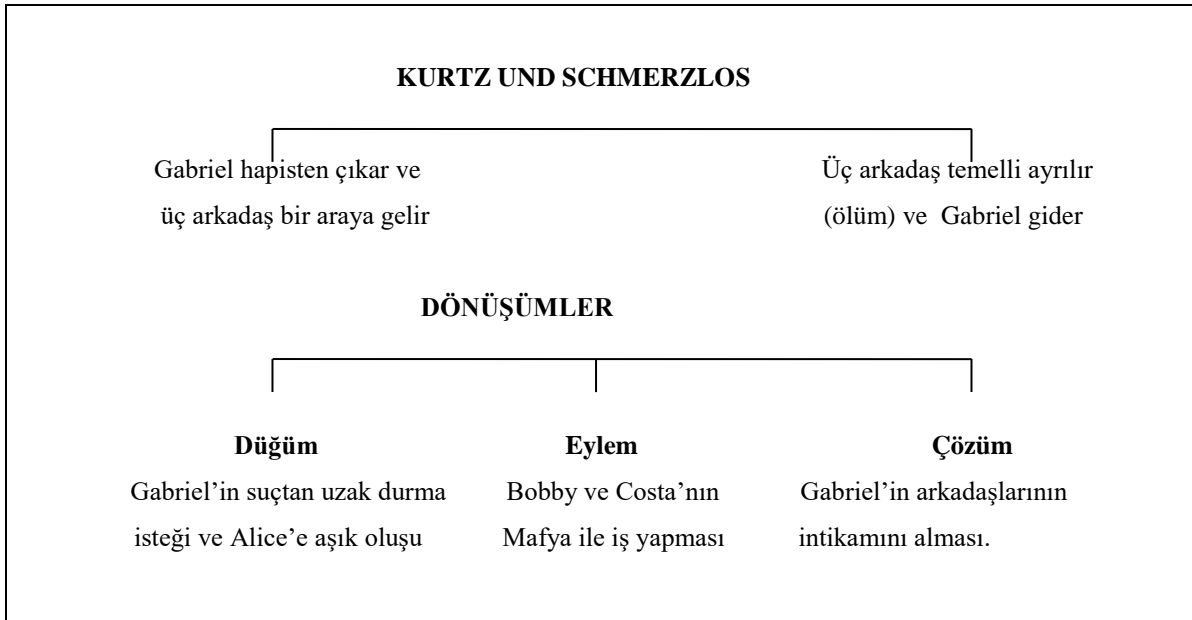 KURTZ UND SCHMERZLOS
Gabriel hapisten çıkar ve
üç arkadaş bir araya gelir
Üç arkadaş temelli ayrılır
(ölüm) ve Gabriel gider
DÖNÜŞÜMLER
Düğüm
Gabriel’in suçtan uzak durma
isteği ve Alice’e aşık oluşu
Eylem
Bobby ve Costa’nın
Mafya ile iş yapması
Çözüm
Gabriel’in arkadaşlarının
intikamını alması.